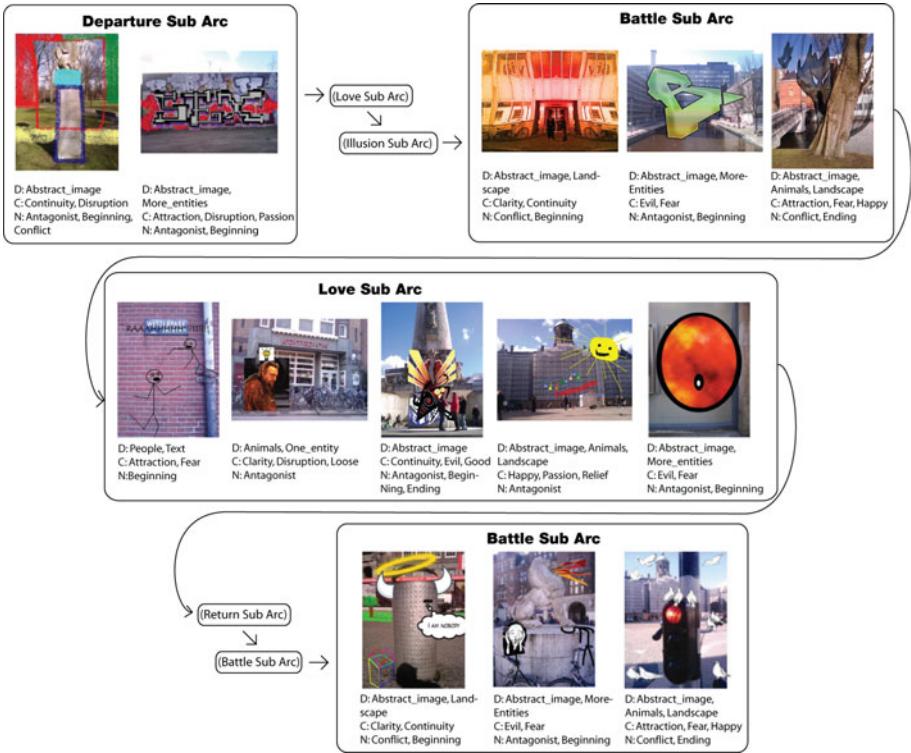 Departure Sub Arc
D: Abstract_image
C: Continuity, Disruption
N: Antagonist, Beginning,
Conflict
D: Abstract_image,
More_entities
C: Attraction, Disruption, Passion
N: Antagonist, Beginning
(Love Sub Arc)
(Illusion Sub Arc)
Battle Sub Arc
D: Abstract_image, Land-
scape
C: Clarity, Continuity
N: Conflict, Beginning
D: Abstract_image, More-
Entities
C: Evil, Fear
N: Antagonist, Beginning
D: Abstract_image,
Animals, Landscape
C: Attraction, Fear, Happy
N: Conflict, Ending
Love Sub Arc
D: People, Text
C: Attraction, Fear
N:Beginning
D: Animals, One_entity
C: Clarity, Disruption, Loose
N: Antagonist
D: Abstract_image
C: Continuity, Evil, Good
N: Antagonist, Begin-
ning, Ending
D: Abstract_image, Animals,
Landscape
C: Happy, Passion, Relief
N: Antagonist
D: Abstract_image,
More_entities
C: Evil, Fear
N: Antagonist, Beginning
(Return Sub Arc)
(Battle Sub Arc)
Battle Sub Arc
I AM NOBODY
D: Abstract_image, Land-
scape
C: Clarity, Continuity
N: Conflict, Beginning
D: Abstract_image, More-
Entities
C: Evil, Fear
N: Antagonist, Beginning
D: Abstract_image,
Animals, Landscape
C: Attraction, Fear, Happy
N: Conflict, Ending